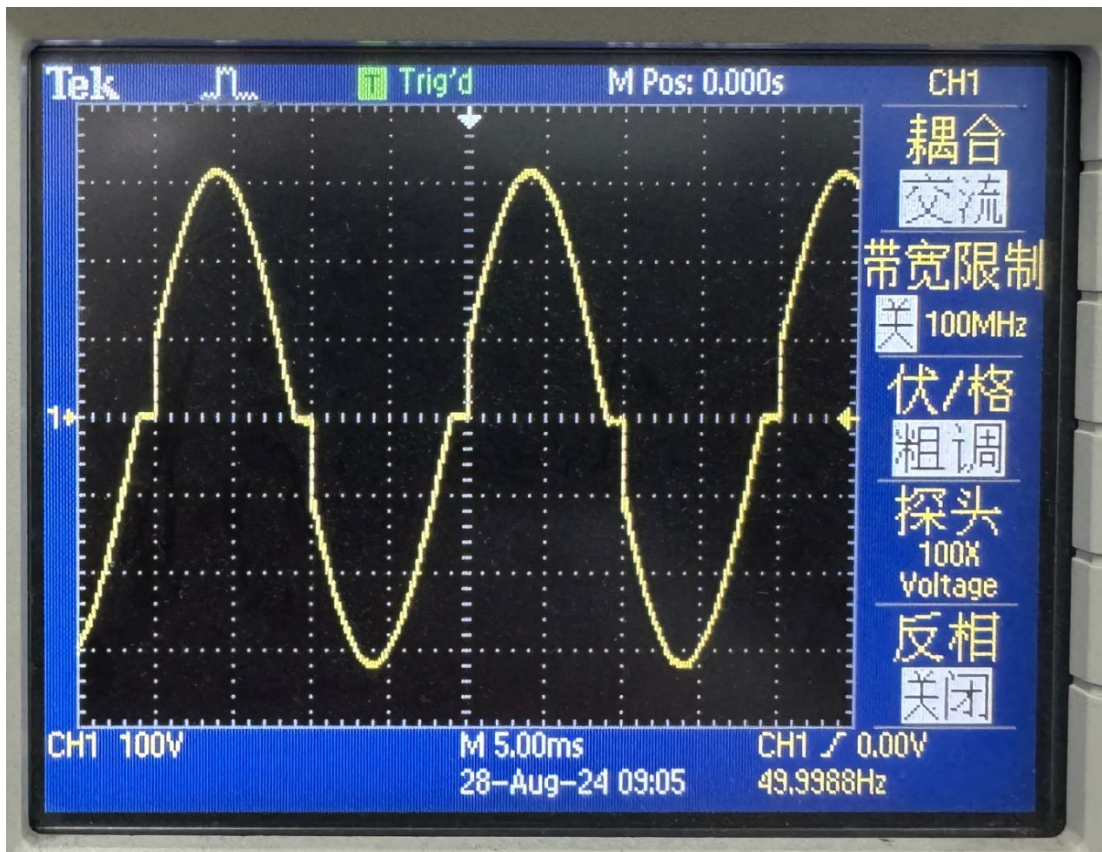 Tek T Trig'd M Pos: 0.000s CH1
耦合
交流
带宽限制
关 100MHz
伏/格
粗调
探头
100X
Voltage
反相
关闭
1
CH1 100V M 5.00ms CH1 0.00V
28-Aug-24 09:05 49.9988Hz